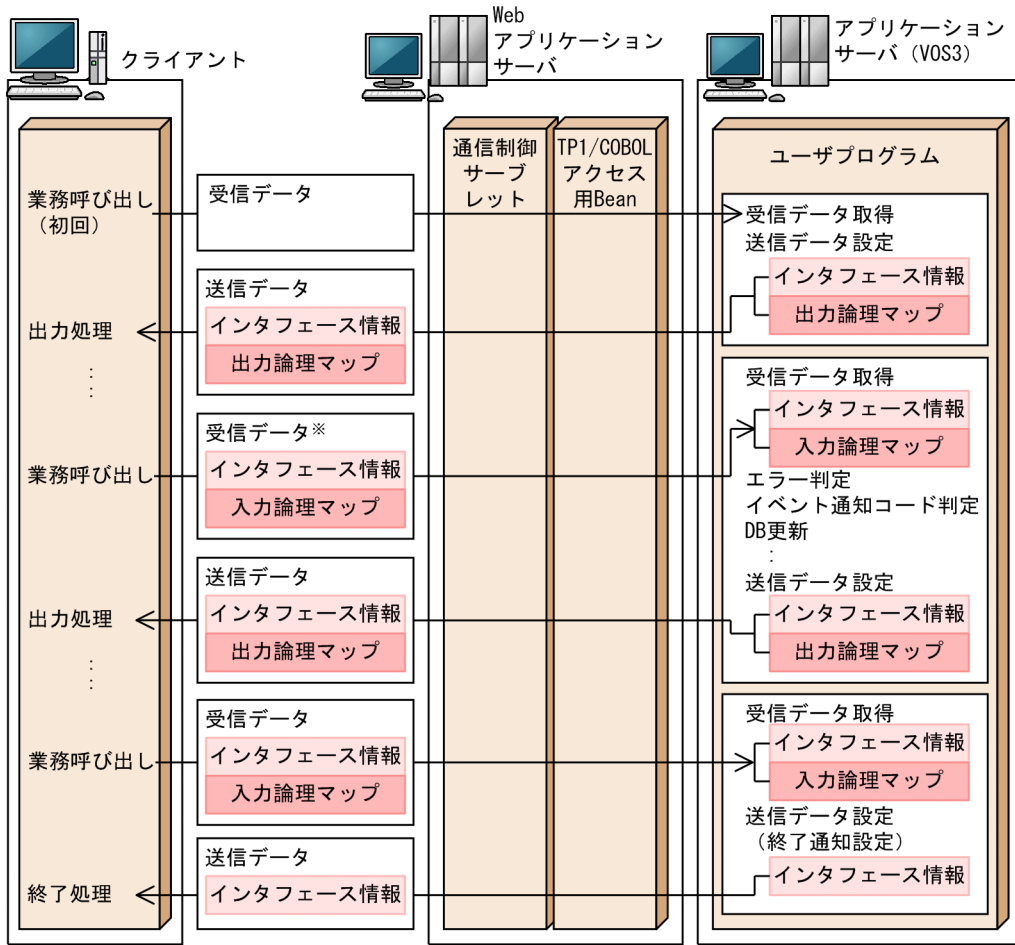 クライアント
Web
アプリケーション
サーバ
アプリケーション
サーバ（VOS3）
通信制御
サーブ
レット
TP1/COBOL
アクセス
用Bean
ユーザプログラム
業務呼び出し
（初回）
受信データ
受信データ取得
送信データ設定
インタフェース情報
出力論理マップ
送信データ
インタフェース情報
出力論理マップ
出力処理
：
：
受信データ取得
インタフェース情報
入力論理マップ
受信データ※
インタフェース情報
入力論理マップ
業務呼び出し
エラー判定
イベント通知コード判定
DB更新
：
送信データ設定
インタフェース情報
出力論理マップ
送信データ
インタフェース情報
出力論理マップ
出力処理
：
：
受信データ取得
インタフェース情報
入力論理マップ
受信データ
インタフェース情報
入力論理マップ
業務呼び出し
送信データ設定
（終了通知設定）
インタフェース情報
送信データ
インタフェース情報
終了処理